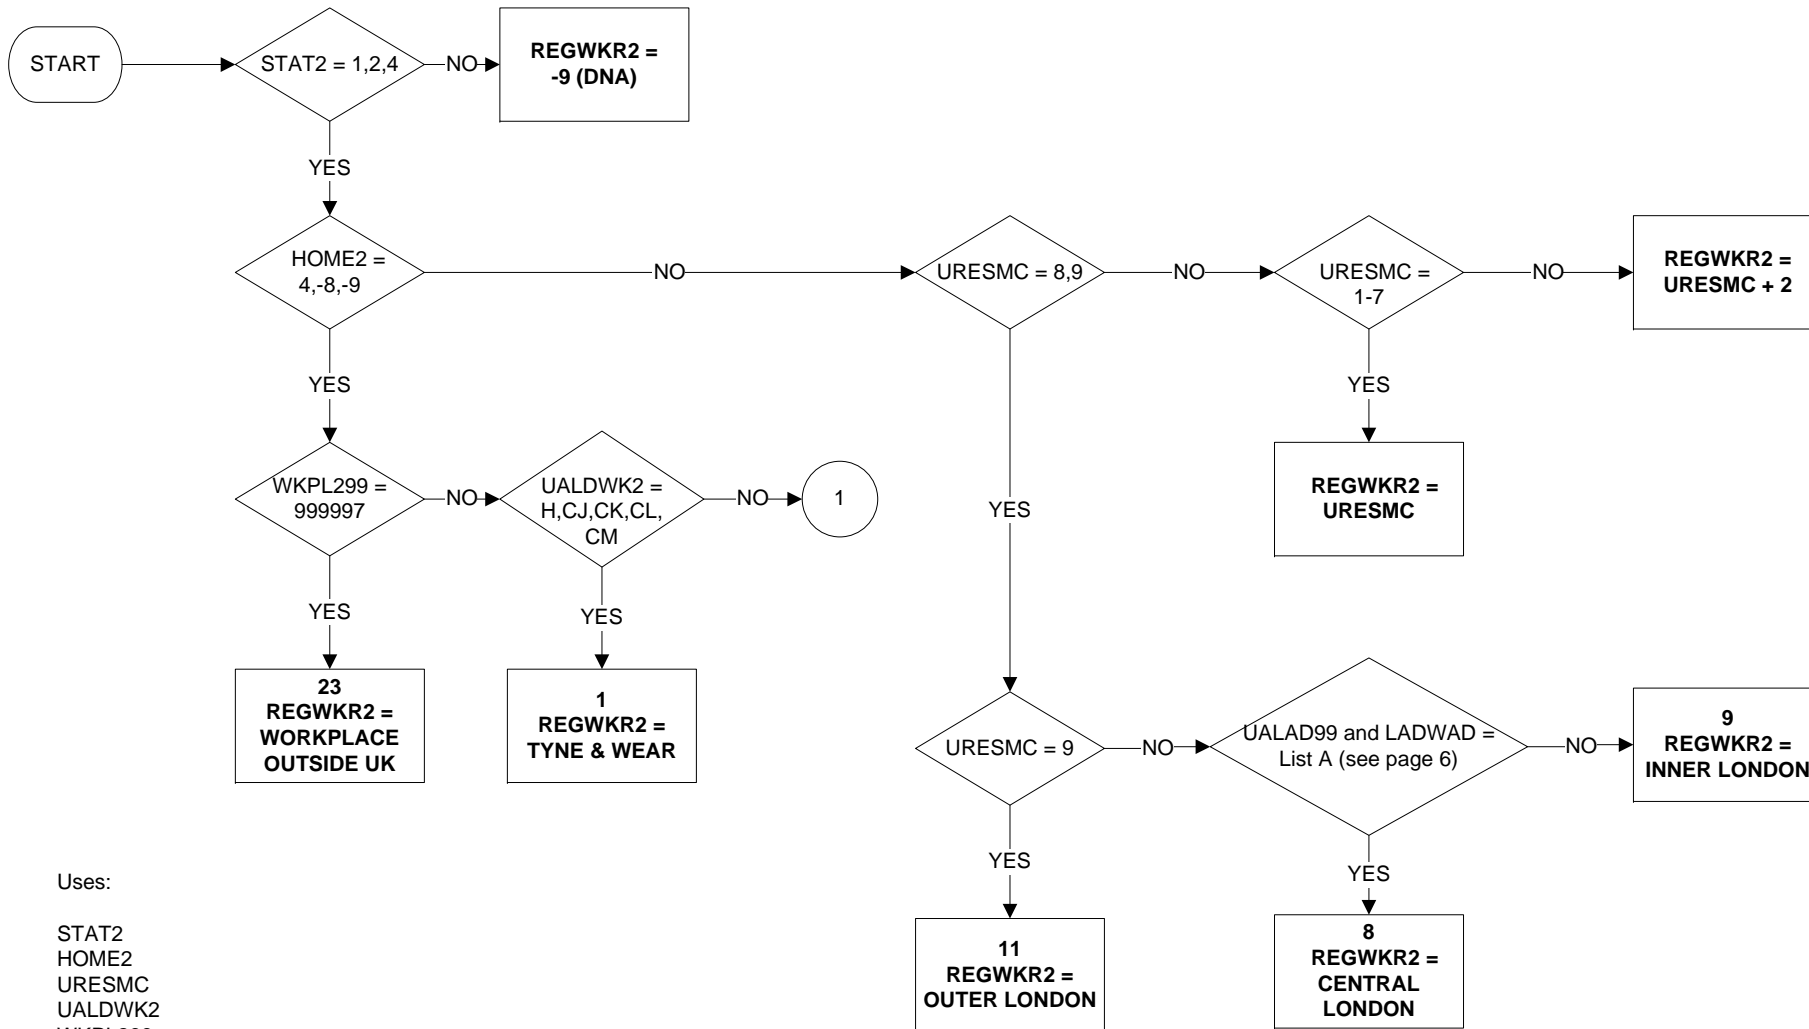 START
STAT2 = 1,2,4
NO
REGWKR2 =
-9 (DNA)
YES
HOME2 =
4,-8,-9
NO
URESMC = 8,9
NO
URESMC =
1-7
NO
REGWKR2 =
URESMC + 2
YES
YES
REGWKR2 =
URESMC
WKPL299 =
999997
NO
UALDWK2 =
H,CJ,CK,CL,
CM
NO
1
YES
YES
YES
23
REGWKR2 =
WORKPLACE
OUTSIDE UK
1
REGWKR2 =
TYNE & WEAR
URESMC = 9
NO
UALAD99 and LADWAD =
List A (see page 6)
NO
9
REGWKR2 =
INNER LONDON
YES
YES
11
REGWKR2 =
OUTER LONDON
8
REGWKR2 =
CENTRAL
LONDON
Uses:
STAT2
HOME2
URESMC
UALDWK2